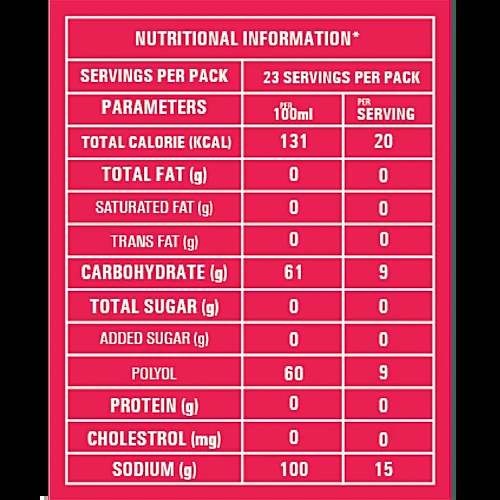 NUTRITIONAL INFORMATION*
SERVINGS PER PACK 23 SERVINGS PER PACK
PARAMETERS PER 100ml PER SERVING
TOTAL CALORIE (KCAL) 131 20
TOTAL FAT (g) 0 0
SATURATED FAT (g) 0 0
TRANS FAT (g) 0 0
CARBOHYDRATE (g) 61 9
TOTAL SUGAR (g) 0 0
ADDED SUGAR (g) 0 0
POLYOL 60 9
PROTEIN (g) 0 0
CHOLESTROL (mg) 0 0
SODIUM (g) 100 15